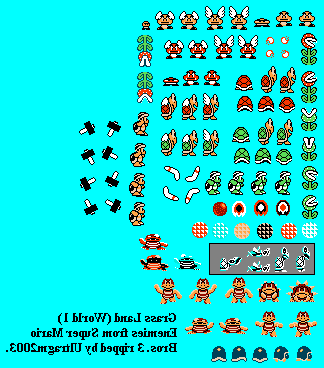 Grass Land (World 1)
Enemies from Super Mario
Bros. 3 ripped by Ultragm2003.